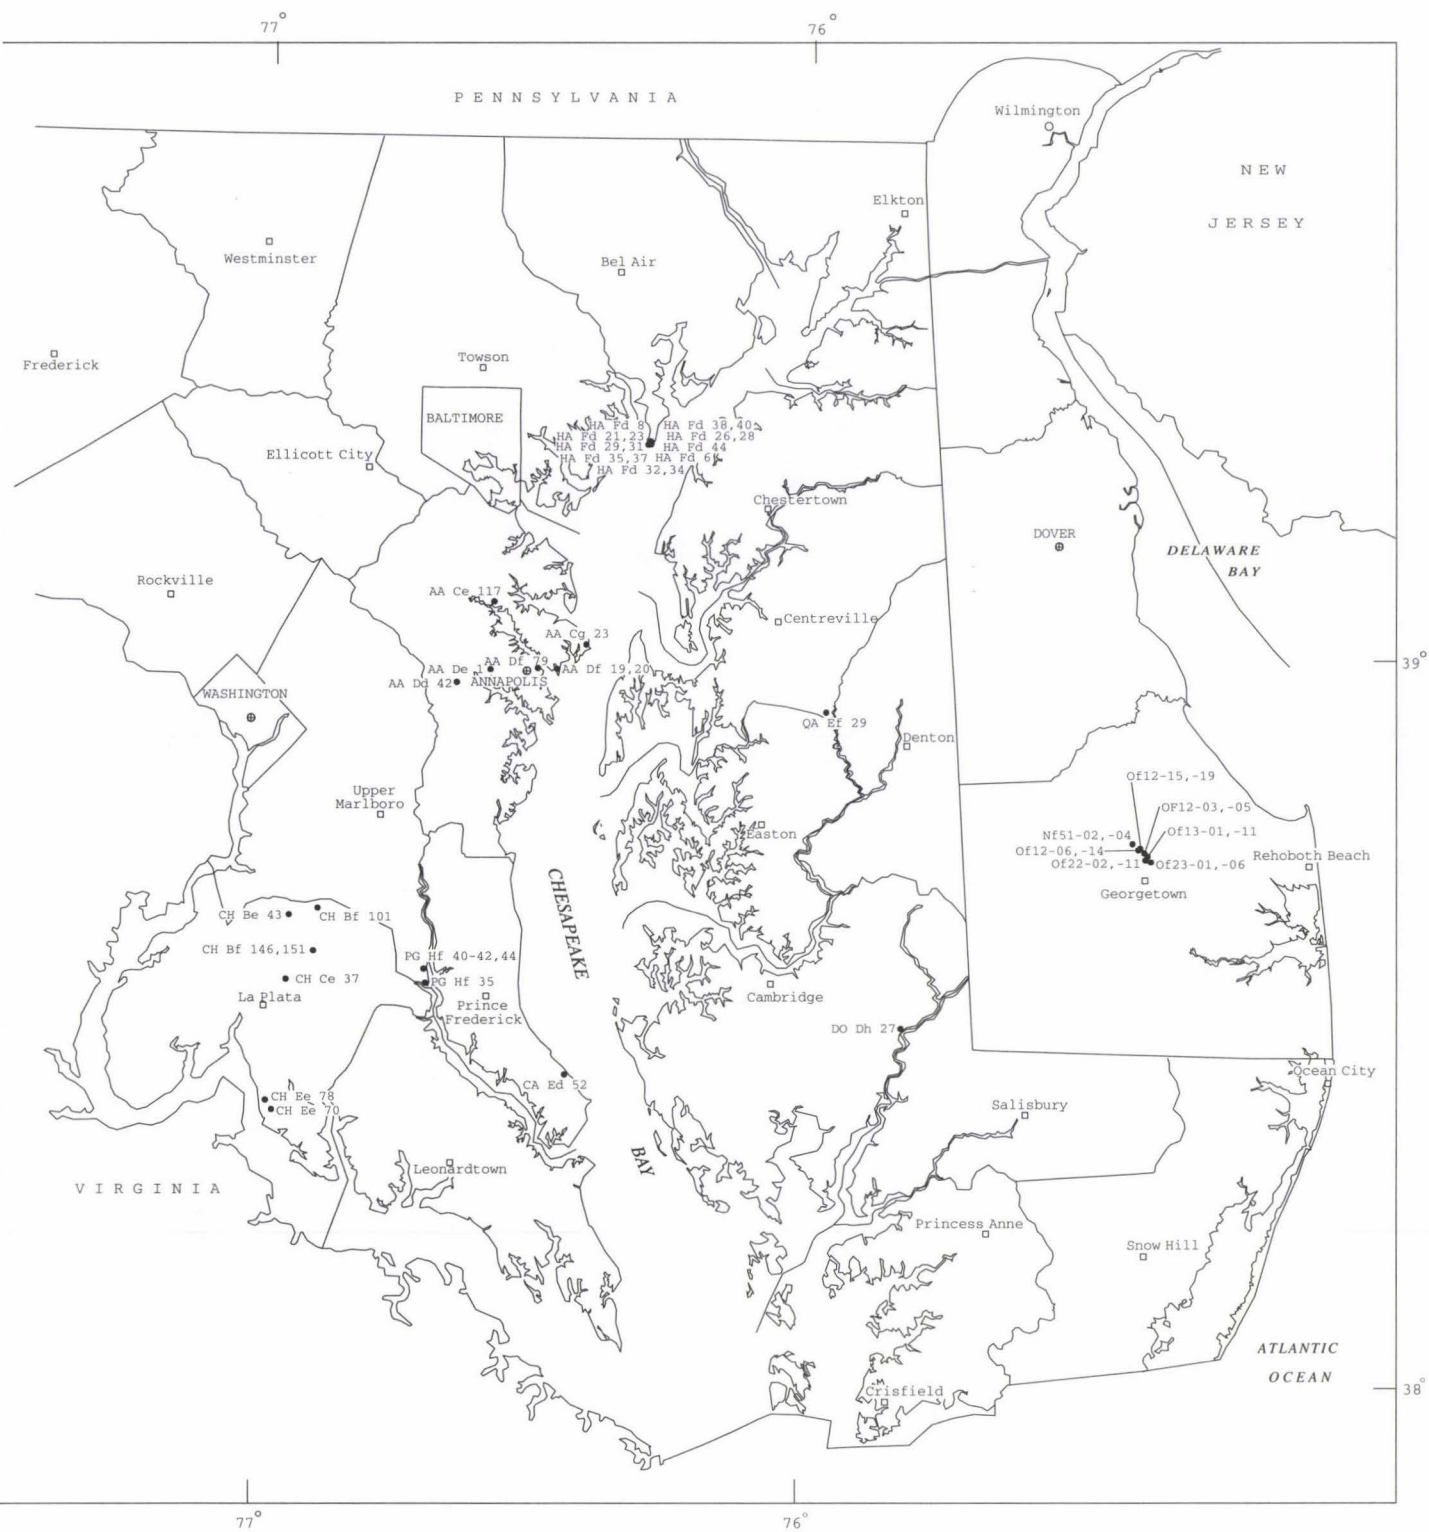 77°
76°
PENNSYLVANIA
Wilmington
NEW
JERSEY
Elkton
Westminster
Bel Air
Frederick
Towson
BALTIMORE
HA Fd 8 HA Fd 38,40
HA Fd 21,23 HA Fd 26,28
HA Fd 29,31 HA Fd 44
HA Fd 35,37 HA Fd 6
HA Fd 32,34
Ellicott City
Chestertown
DOVER
DELAWARE
BAY
Rockville
AA Ce 117
Centreville
AA Cg 23
AA Df 79
AA De 1
AA Df 19,20
39°
AA Dd 42
ANNAPOLIS
WASHINGTON
QA Ef 29
Denton
Of12-15,-19
Upper
Marlboro
OF12-03,-05
Of13-01,-11
Nf51-02,-04
Easton
Of12-06,-14
Of22-02,-11
Of23-01,-06
Rehoboth Beach
Georgetown
CHESAPEAKE
CH Be 43
CH Bf 101
CH Bf 146,151
PG Hf 40-42,44
CH Ce 37
PG Hf 35
La Plata
Prince
Frederick
Cambridge
DO Dh 27
CA Ed 52
Ocean City
CH Ee 78
CH Ee 70
Salisbury
BAY
Leonardtown
VIRGINIA
Princess Anne
Snow Hill
ATLANTIC
OCEAN
38°
Crisfield
77°
76°